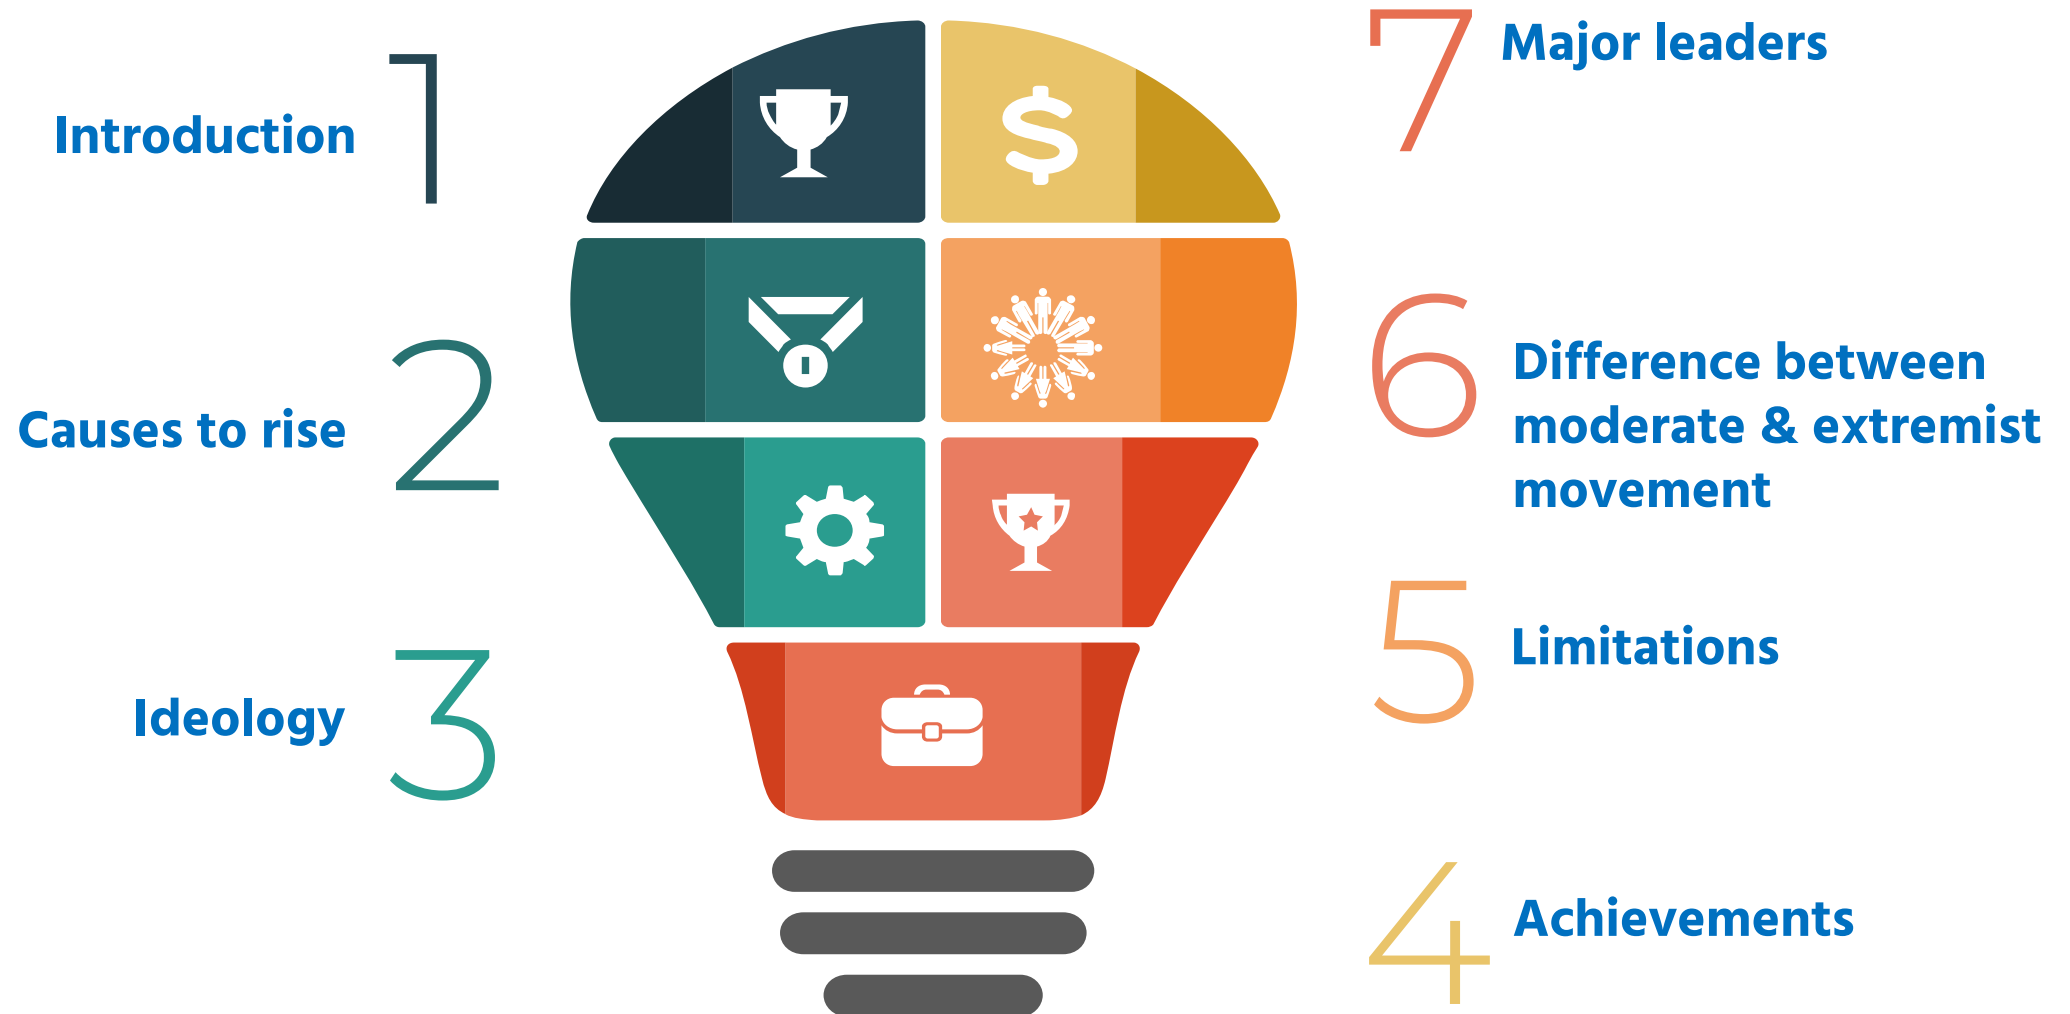 1
Introduction
2
Causes to rise
3
Ideology
7
Major leaders
6
Difference between
moderate & extremist
movement
5
Limitations
4
Achievements